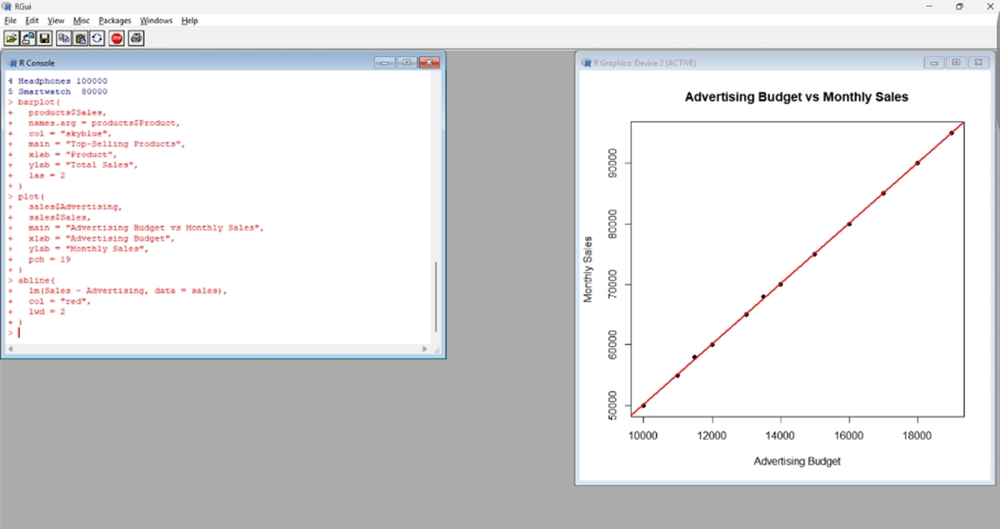 RGui
File Edit View Misc Packages Windows Help
STOP
R Console
4 Headphones 100000
5 Smartwatch  80000
> barplot(
+   products$Sales,
+   names.arg = products$Product,
+   col = "skyblue",
+   main = "Top-Selling Products",
+   xlab = "Product",
+   ylab = "Total Sales",
+   las = 2
+ )
> plot(
+   sales$Advertising,
+   sales$Sales,
+   main = "Advertising Budget vs Monthly Sales",
+   xlab = "Advertising Budget",
+   ylab = "Monthly Sales",
+   pch = 19
+ )
> abline(
+   lm(Sales ~ Advertising, data = sales),
+   col = "red",
+   lwd = 2
+ )
>
R Graphics: Device 2 (ACTIVE)
Advertising Budget vs Monthly Sales
Monthly Sales
90000
80000
70000
60000
50000
10000 12000 14000 16000 18000
Advertising Budget